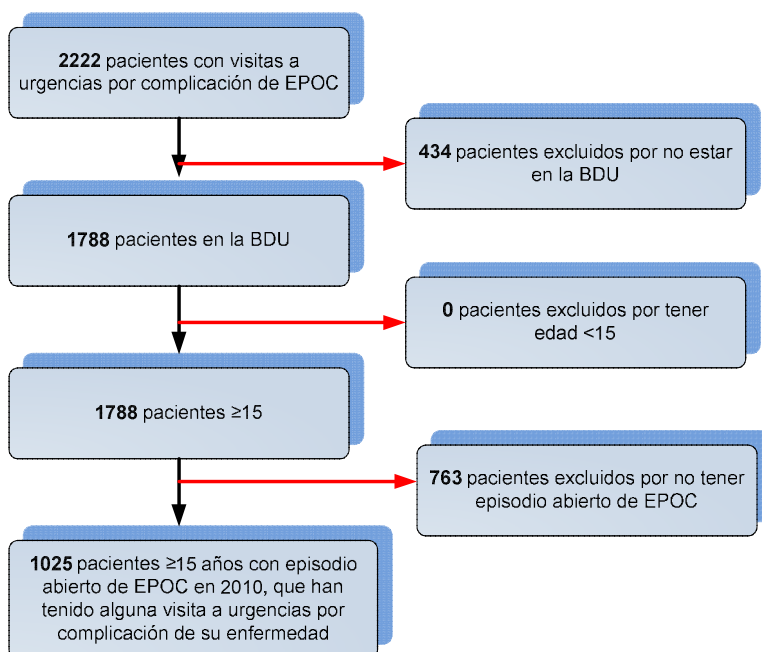 2222 pacientes con visitas a
urgencias por complicación de EPOC
434 pacientes excluidos por no estar
en la BDU
1788 pacientes en la BDU
0 pacientes excluidos por tener
edad <15
1788 pacientes ≥15
763 pacientes excluidos por no tener
episodio abierto de EPOC
1025 pacientes ≥15 años con episodio
abierto de EPOC en 2010, que han
tenido alguna visita a urgencias por
complicación de su enfermedad